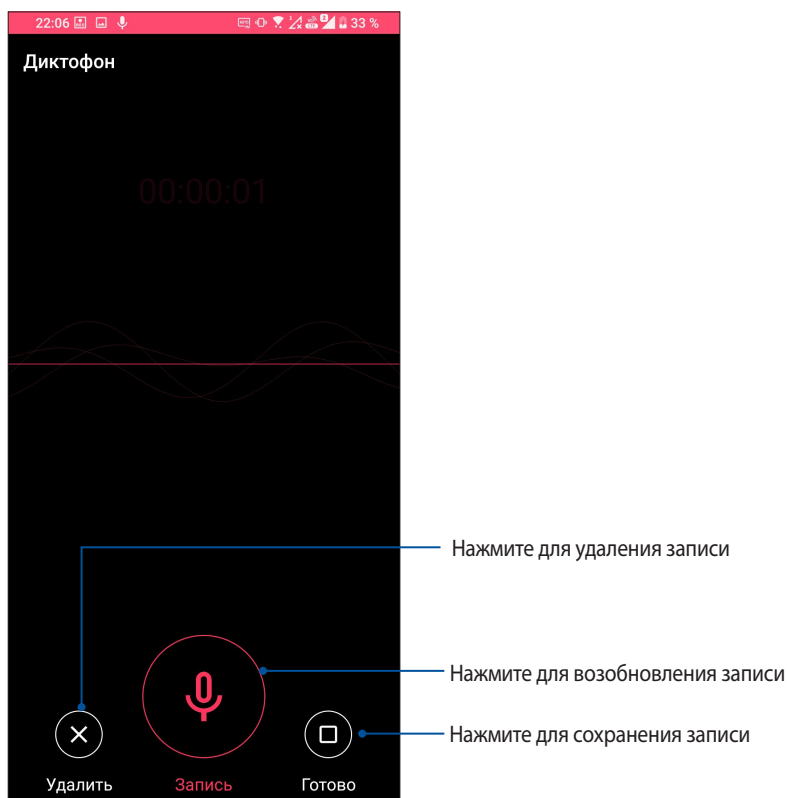 22:06 33 %
Диктофон
00:00:01
Нажмите для удаления записи
Нажмите для возобновления записи
Нажмите для сохранения записи
Удалить Запись Готово